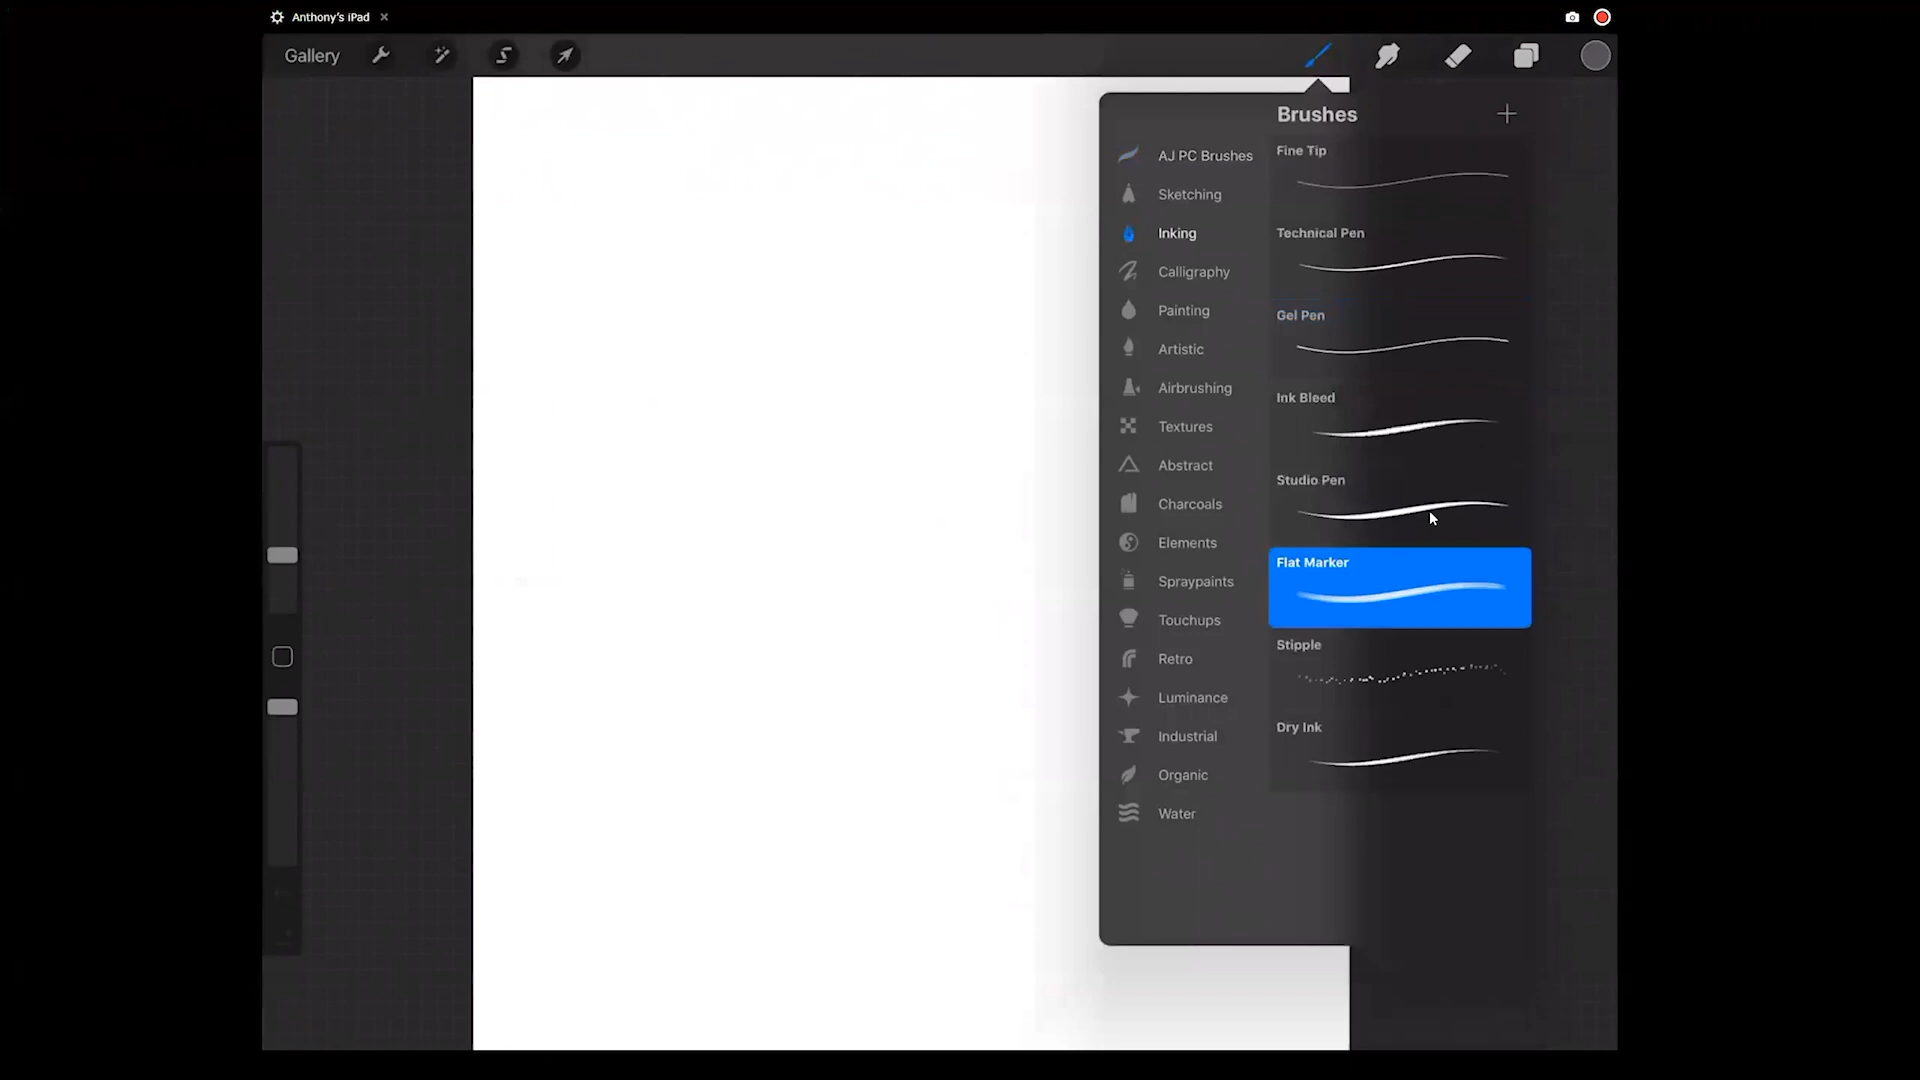 Anthony's iPad
Gallery
Brushes
AJ PC Brushes
Sketching
Inking
Calligraphy
Painting
Artistic
Airbrushing
Textures
Abstract
Charcoals
Elements
Spraypaints
Touchups
Retro
Luminance
Industrial
Organic
Water
Fine Tip
Technical Pen
Gel Pen
Ink Bleed
Studio Pen
Flat Marker
Stipple
Dry Ink